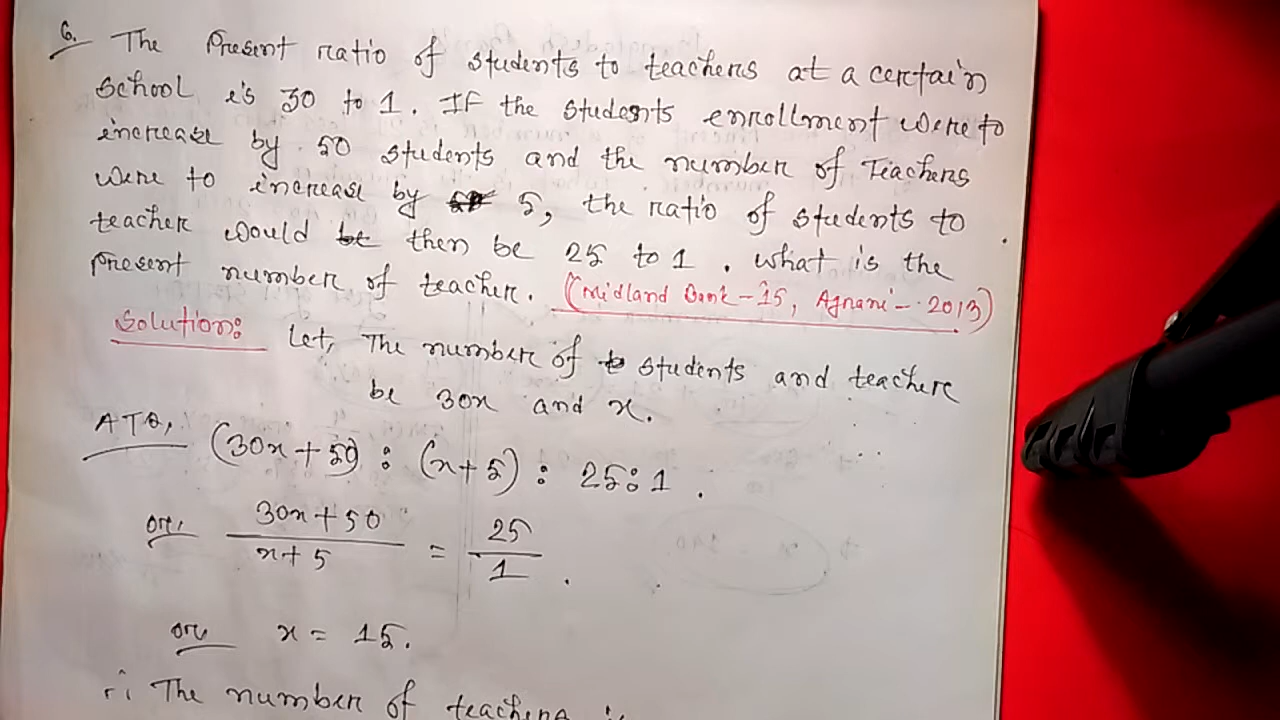 6. The Present ratio of students to teachers at a certain
School is 30 to 1. If the students enrollment were to
increase by 50 students and the number of Teachers
were to increase by 5, the ratio of students to
teacher would be then be 25 to 1. what is the
present number of teacher. (Midland Bank-15, Agrani-2013)
Solution: Let, The number of students and teachers
be 30x and x.
ATQ, (30x+50) : (x+5) : 25:1.
or, 30x+50 / x+5 = 25 / 1.
or x = 15.
∴ The number of teachers is